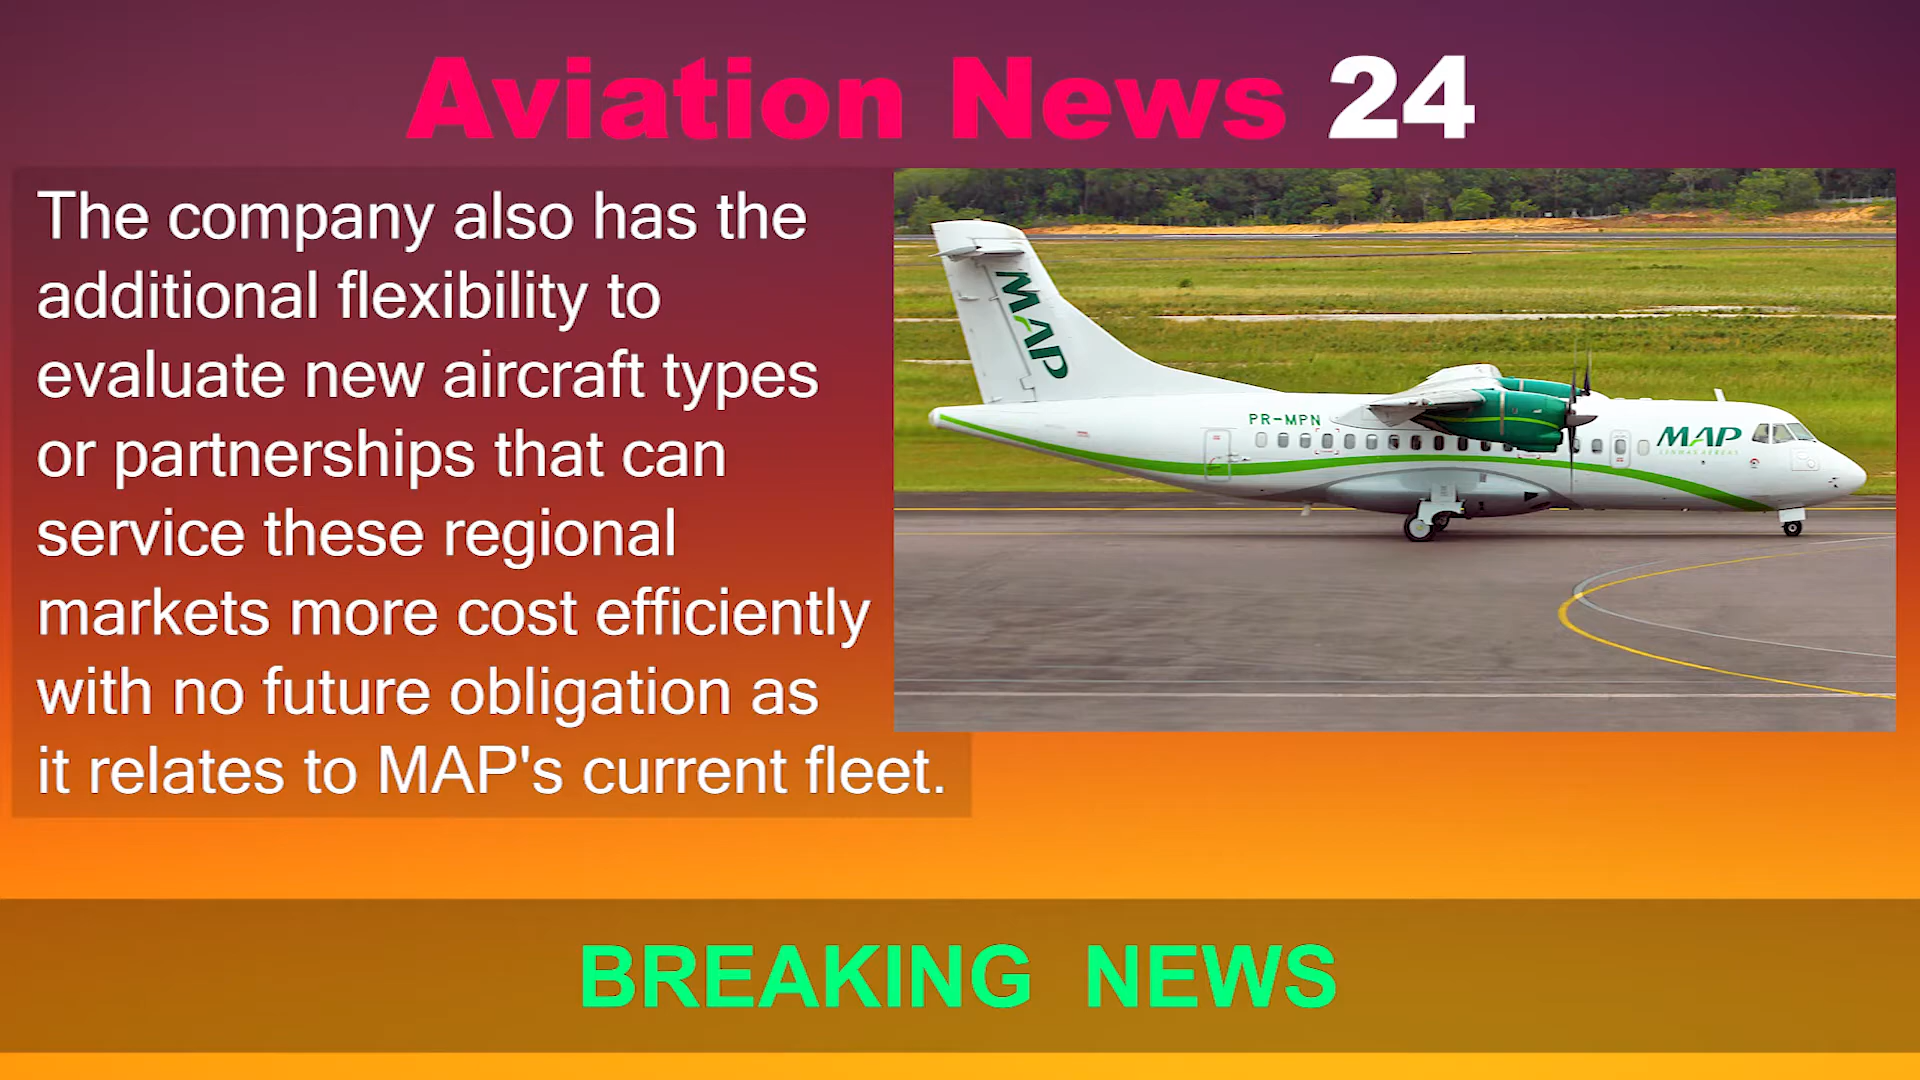 Aviation News 24
The company also has the
additional flexibility to
evaluate new aircraft types
or partnerships that can
service these regional
markets more cost efficiently
with no future obligation as
it relates to MAP's current fleet.
MAP
PR-MPN
MAP
LINHAS AÉREAS
BREAKING NEWS